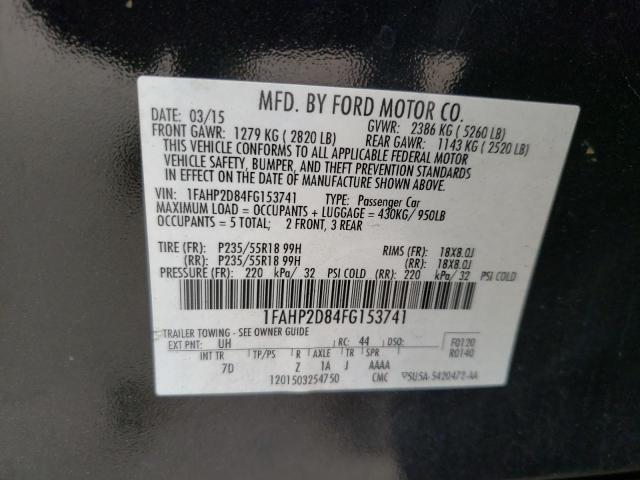 MFD. BY FORD MOTOR CO.
DATE: 03/15 GVWR: 2386 KG ( 5260 LB)
FRONT GAWR: 1279 KG ( 2820 LB) REAR GAWR: 1143 KG ( 2520 LB)
THIS VEHICLE CONFORMS TO ALL APPLICABLE FEDERAL MOTOR
VEHICLE SAFETY, BUMPER, AND THEFT PREVENTION STANDARDS
IN EFFECT ON THE DATE OF MANUFACTURE SHOWN ABOVE.
VIN: 1FAHP2D84FG153741 TYPE: Passenger Car
MAXIMUM LOAD = OCCUPANTS + LUGGAGE = 430KG/ 950LB
OCCUPANTS = 5 TOTAL; 2 FRONT, 3 REAR
TIRE (FR): P235/55R18 99H RIMS (FR): 18X8.0J
(RR): P235/55R18 99H (RR): 18X8.0J
PRESSURE (FR): 220 kPa/ 32 PSI COLD (RR): 220 kPa/ 32 PSI COLD
1FAHP2D84FG153741
TRAILER TOWING - SEE OWNER GUIDE
EXT PNT: UH RC: 44 DSO: F0120
INT TR TP/PS R AXLE TR SPR R0140
7D Z 1A J AAAA
1201503254750 CMC 5U5A-5420472-AA